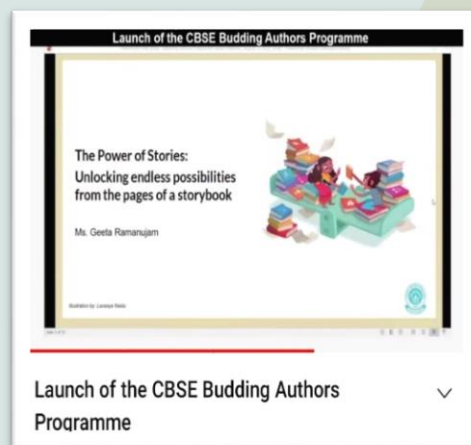 Launch of the CBSE Budding Authors Programme
The Power of Stories:
Unlocking endless possibilities
from the pages of a storybook
Ms. Geeta Ramanujam
Launch of the CBSE Budding Authors
Programme